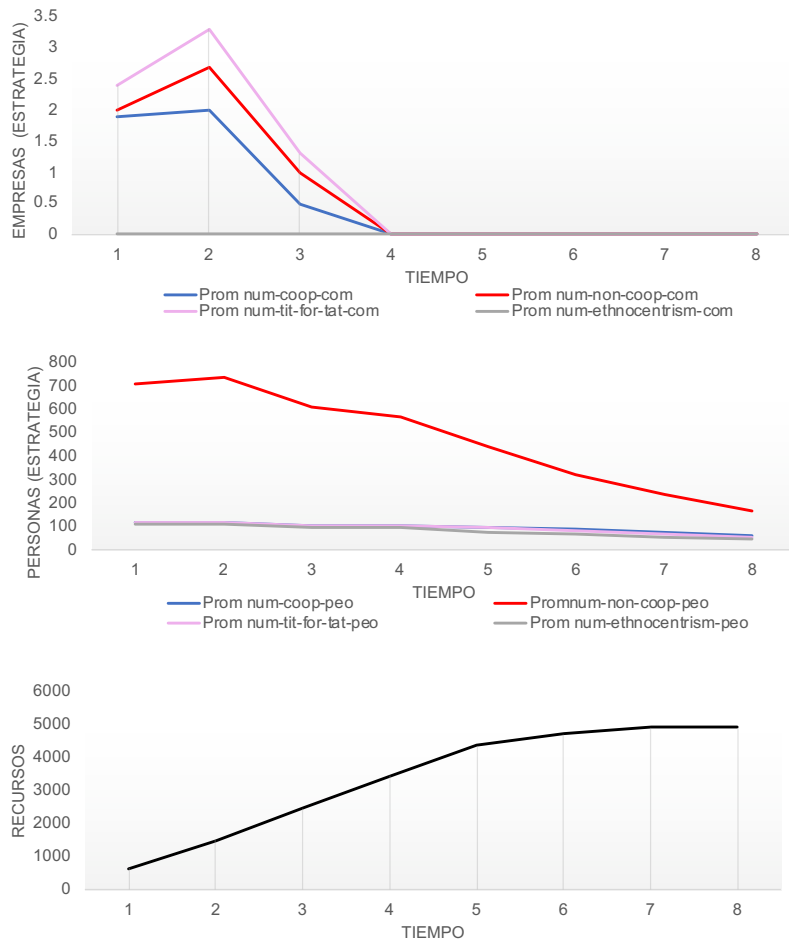 EMPRESAS (ESTRATEGIA)
3.5
3
2.5
2
1.5
1
0.5
0
1 2 3 4 5 6 7 8
TIEMPO
Prom num-coop-com Prom num-non-coop-com
Prom num-tit-for-tat-com Prom num-ethnocentrism-com
PERSONAS (ESTRATEGIA)
800
700
600
500
400
300
200
100
0
1 2 3 4 5 6 7 8
TIEMPO
Prom num-coop-peo Promnum-non-coop-peo
Prom num-tit-for-tat-peo Prom num-ethnocentrism-peo
RECURSOS
6000
5000
4000
3000
2000
1000
0
1 2 3 4 5 6 7 8
TIEMPO